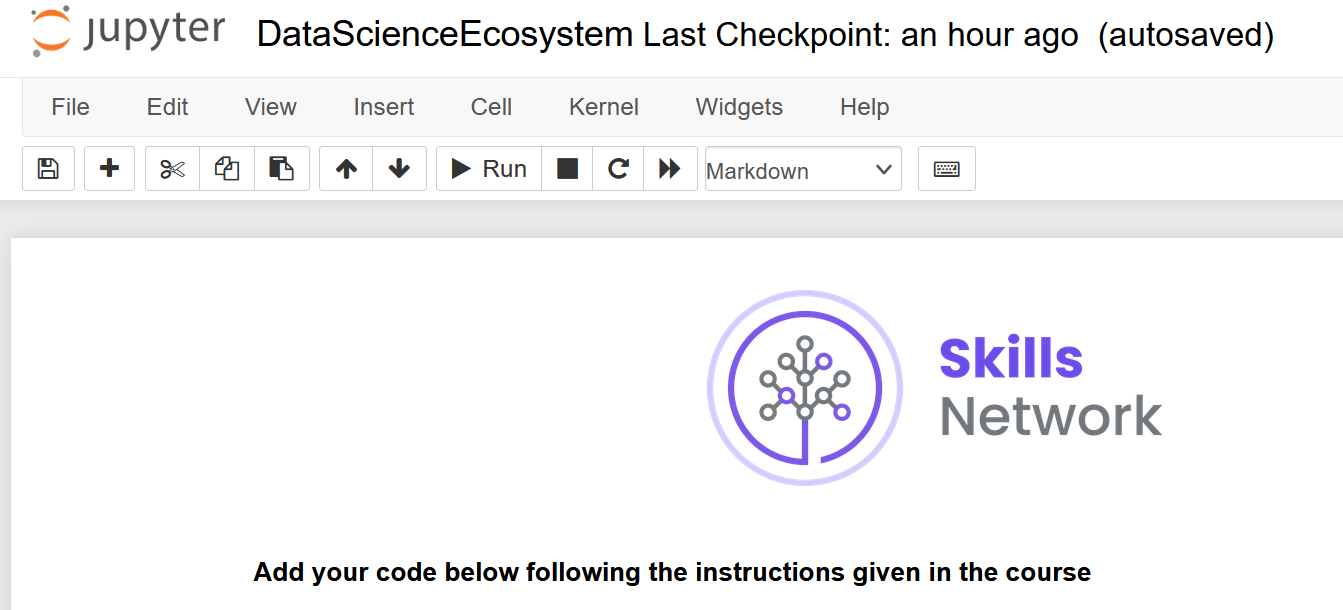 jupyter DataScienceEcosystem Last Checkpoint: an hour ago (autosaved)
File Edit View Insert Cell Kernel Widgets Help
Run Markdown
Skills
Network
Add your code below following the instructions given in the course